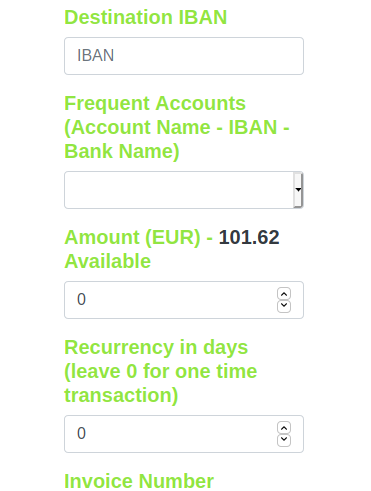 Destination IBAN
IBAN
Frequent Accounts
(Account Name - IBAN -
Bank Name)
Amount (EUR) - 101.62
Available
0
Recurrency in days
(leave 0 for one time
transaction)
0
Invoice Number